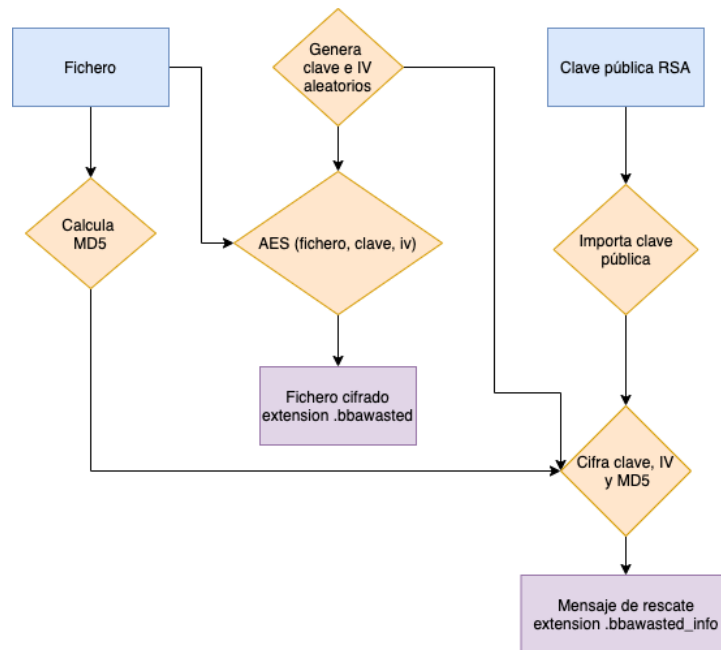 Fichero
Genera
clave e IV
aleatorios
Clave pública RSA
Calcula
MD5
AES (fichero, clave, iv)
Importa clave
pública
Fichero cifrado
extension .bbawasted
Cifra clave, IV
y MD5
Mensaje de rescate
extension .bbawasted_info